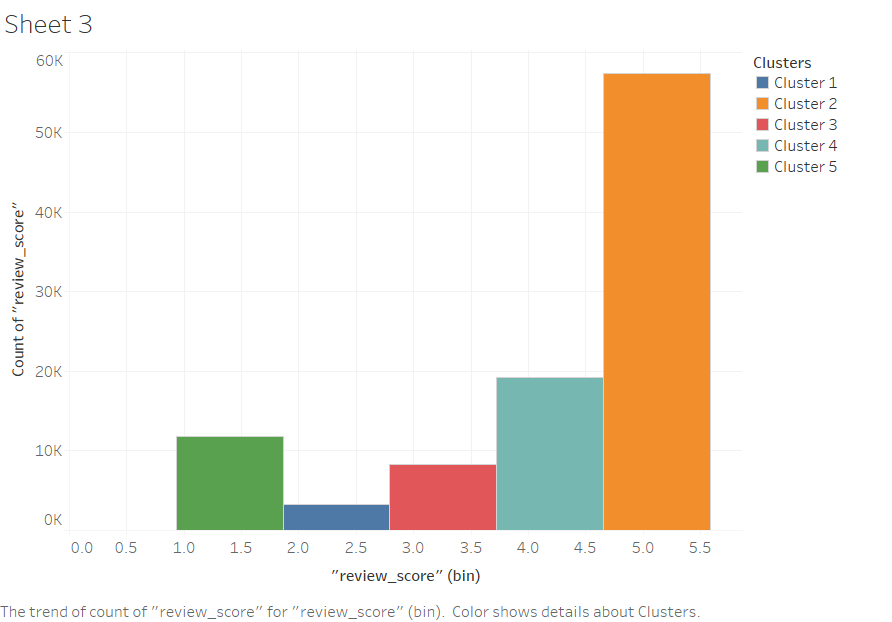 Sheet 3
60K
50K
40K
30K
20K
10K
0K
Count of "review_score"
0.0 0.5 1.0 1.5 2.0 2.5 3.0 3.5 4.0 4.5 5.0 5.5
"review_score" (bin)
Clusters
Cluster 1
Cluster 2
Cluster 3
Cluster 4
Cluster 5
The trend of count of "review_score" for "review_score" (bin). Color shows details about Clusters.